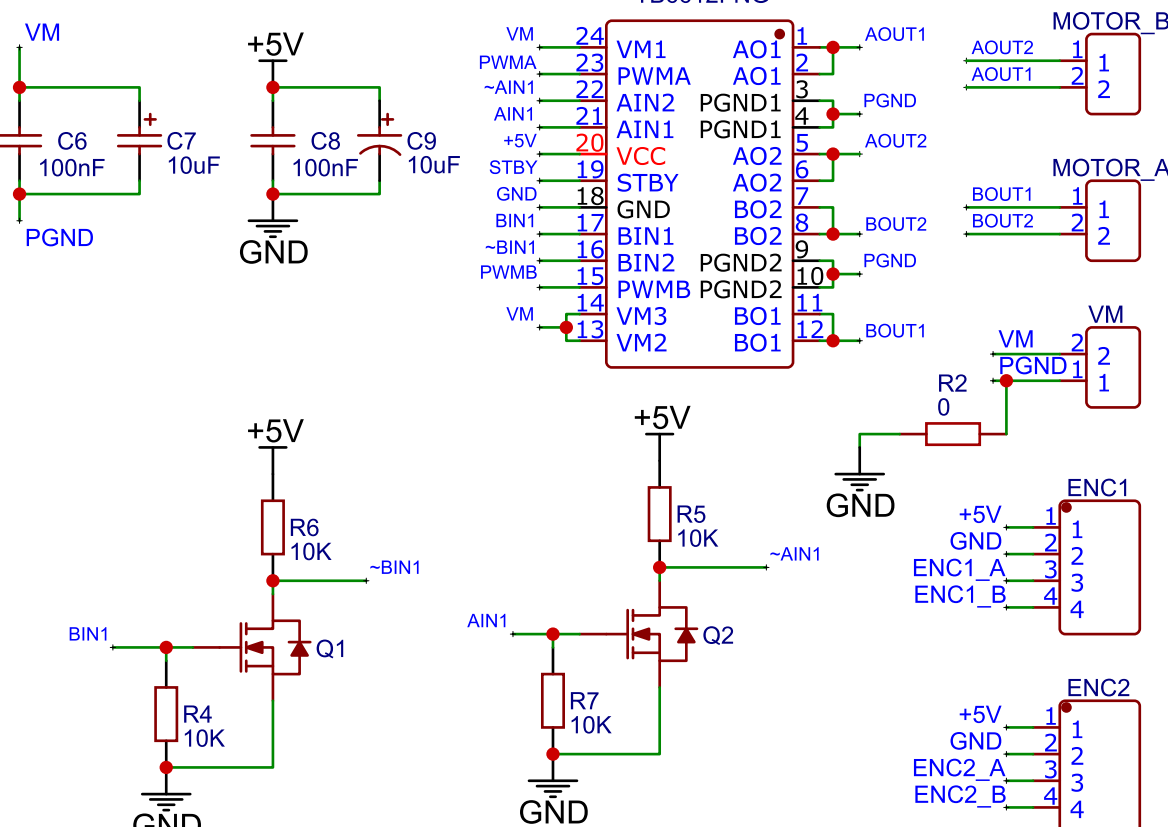 VM
C6
100nF
+
C7
10uF
PGND
+5V
C8
100nF
+
C9
10uF
GND
VM 24 VM1
PWMA 23 PWMA
~AIN1 22 AIN2
AIN1 21 AIN1
+5V 20 VCC
STBY 19 STBY
GND 18 GND
BIN1 17 BIN1
~BIN1 16 BIN2
PWMB 15 PWMB
VM 14 VM3
13 VM2
AO1 1 AOUT1
AO1 2
PGND1 3 PGND
PGND1 4
AO2 5 AOUT2
AO2 6
BO2 7
BO2 8 BOUT2
PGND2 9 PGND
PGND2 10
BO1 11
BO1 12 BOUT1
MOTOR_B
AOUT2 1 1
AOUT1 2 2
MOTOR_A
BOUT1 1 1
BOUT2 2 2
VM
VM 2 2
PGND 1 1
R2
0
GND
+5V
R6
10K
~BIN1
BIN1
Q1
R4
10K
GND
+5V
R5
10K
~AIN1
AIN1
Q2
R7
10K
GND
ENC1
+5V 1 1
GND 2 2
ENC1_A 3 3
ENC1_B 4 4
ENC2
+5V 1 1
GND 2 2
ENC2_A 3 3
ENC2_B 4 4